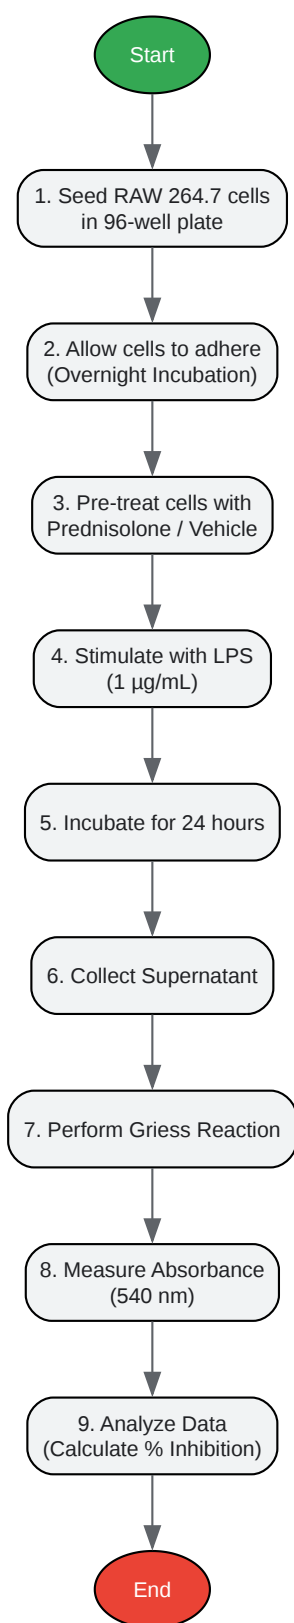 Start
1. Seed RAW 264.7 cells
in 96-well plate
2. Allow cells to adhere
(Overnight Incubation)
3. Pre-treat cells with
Prednisolone / Vehicle
4. Stimulate with LPS
(1 µg/mL)
5. Incubate for 24 hours
6. Collect Supernatant
7. Perform Griess Reaction
8. Measure Absorbance
(540 nm)
9. Analyze Data
(Calculate % Inhibition)
End